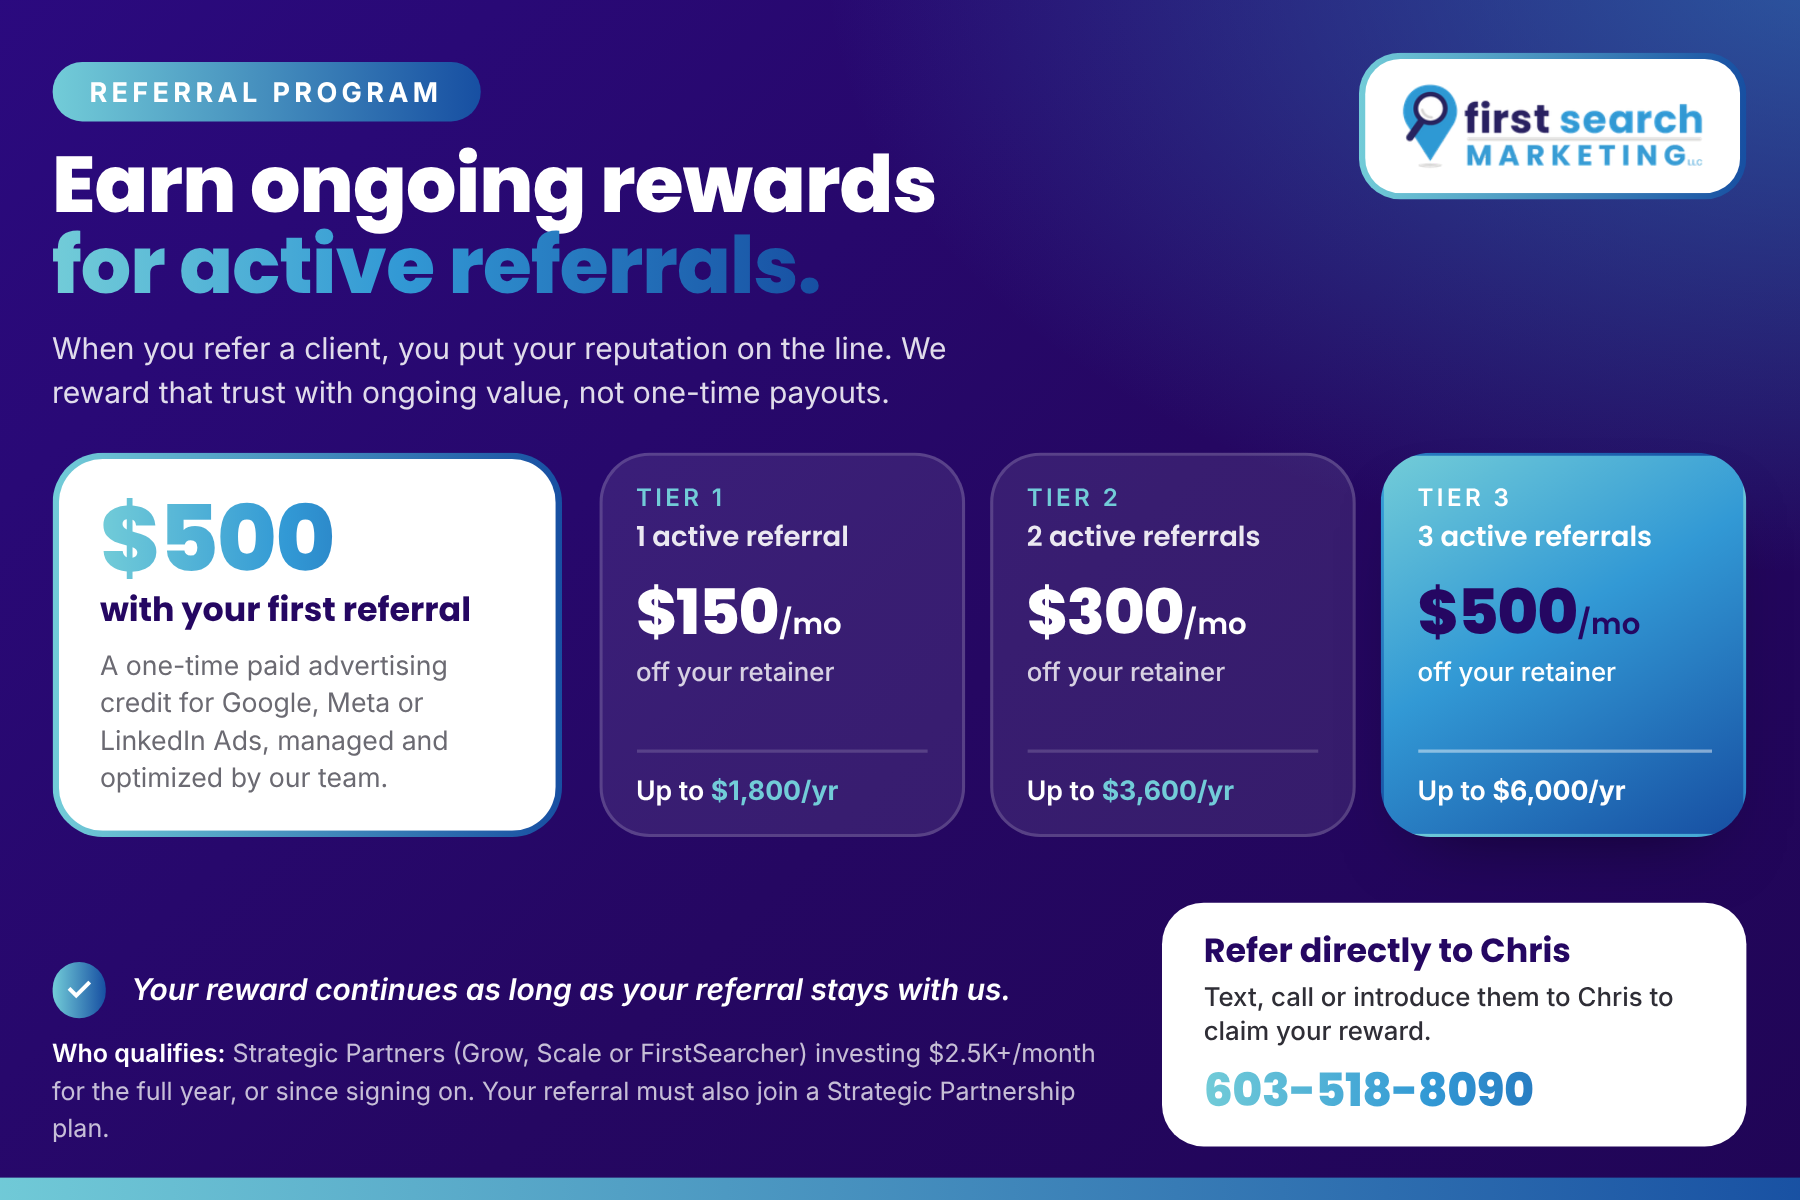 REFERRAL PROGRAM
first search
MARKETING LLC
Earn ongoing rewards
for active referrals.
When you refer a client, you put your reputation on the line. We
reward that trust with ongoing value, not one-time payouts.
$500
with your first referral
A one-time paid advertising
credit for Google, Meta or
LinkedIn Ads, managed and
optimized by our team.
TIER 1
1 active referral
$150/mo
off your retainer
Up to $1,800/yr
TIER 2
2 active referrals
$300/mo
off your retainer
Up to $3,600/yr
TIER 3
3 active referrals
$500/mo
off your retainer
Up to $6,000/yr
Your reward continues as long as your referral stays with us.
Who qualifies: Strategic Partners (Grow, Scale or FirstSearcher) investing $2.5K+/month
for the full year, or since signing on. Your referral must also join a Strategic Partnership
plan.
Refer directly to Chris
Text, call or introduce them to Chris to
claim your reward.
603-518-8090